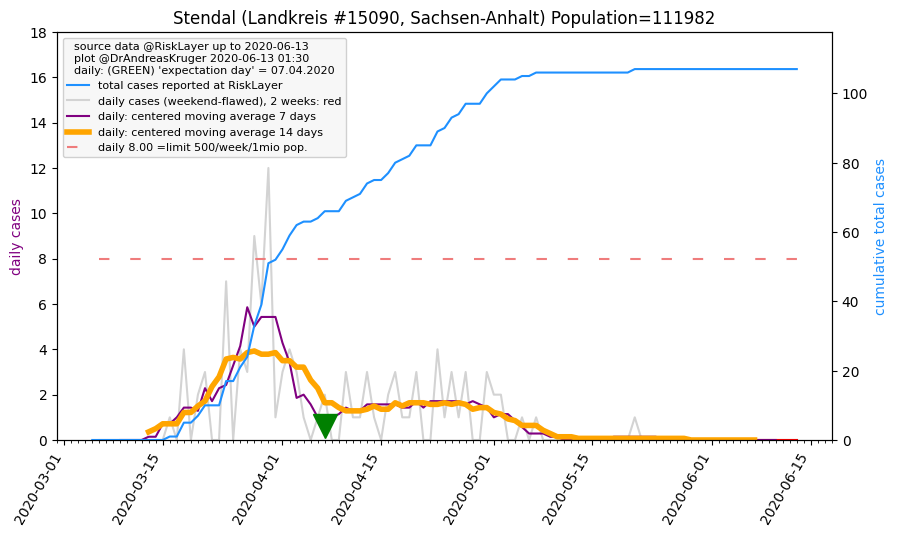 Stendal (Landkreis #15090, Sachsen-Anhalt) Population=111982
source data @RiskLayer up to 2020-06-13
plot @DrAndreasKruger 2020-06-13 01:30
daily: (GREEN) 'expectation day' = 07.04.2020
total cases reported at RiskLayer
daily cases (weekend-flawed), 2 weeks: red
daily: centered moving average 7 days
daily: centered moving average 14 days
daily 8.00 =limit 500/week/1mio pop.
daily cases
18
16
14
12
10
8
6
4
2
0
100
80
60
40
20
0
cumulative total cases
2020-03-01
2020-03-15
2020-04-01
2020-04-15
2020-05-01
2020-05-15
2020-06-01
2020-06-15